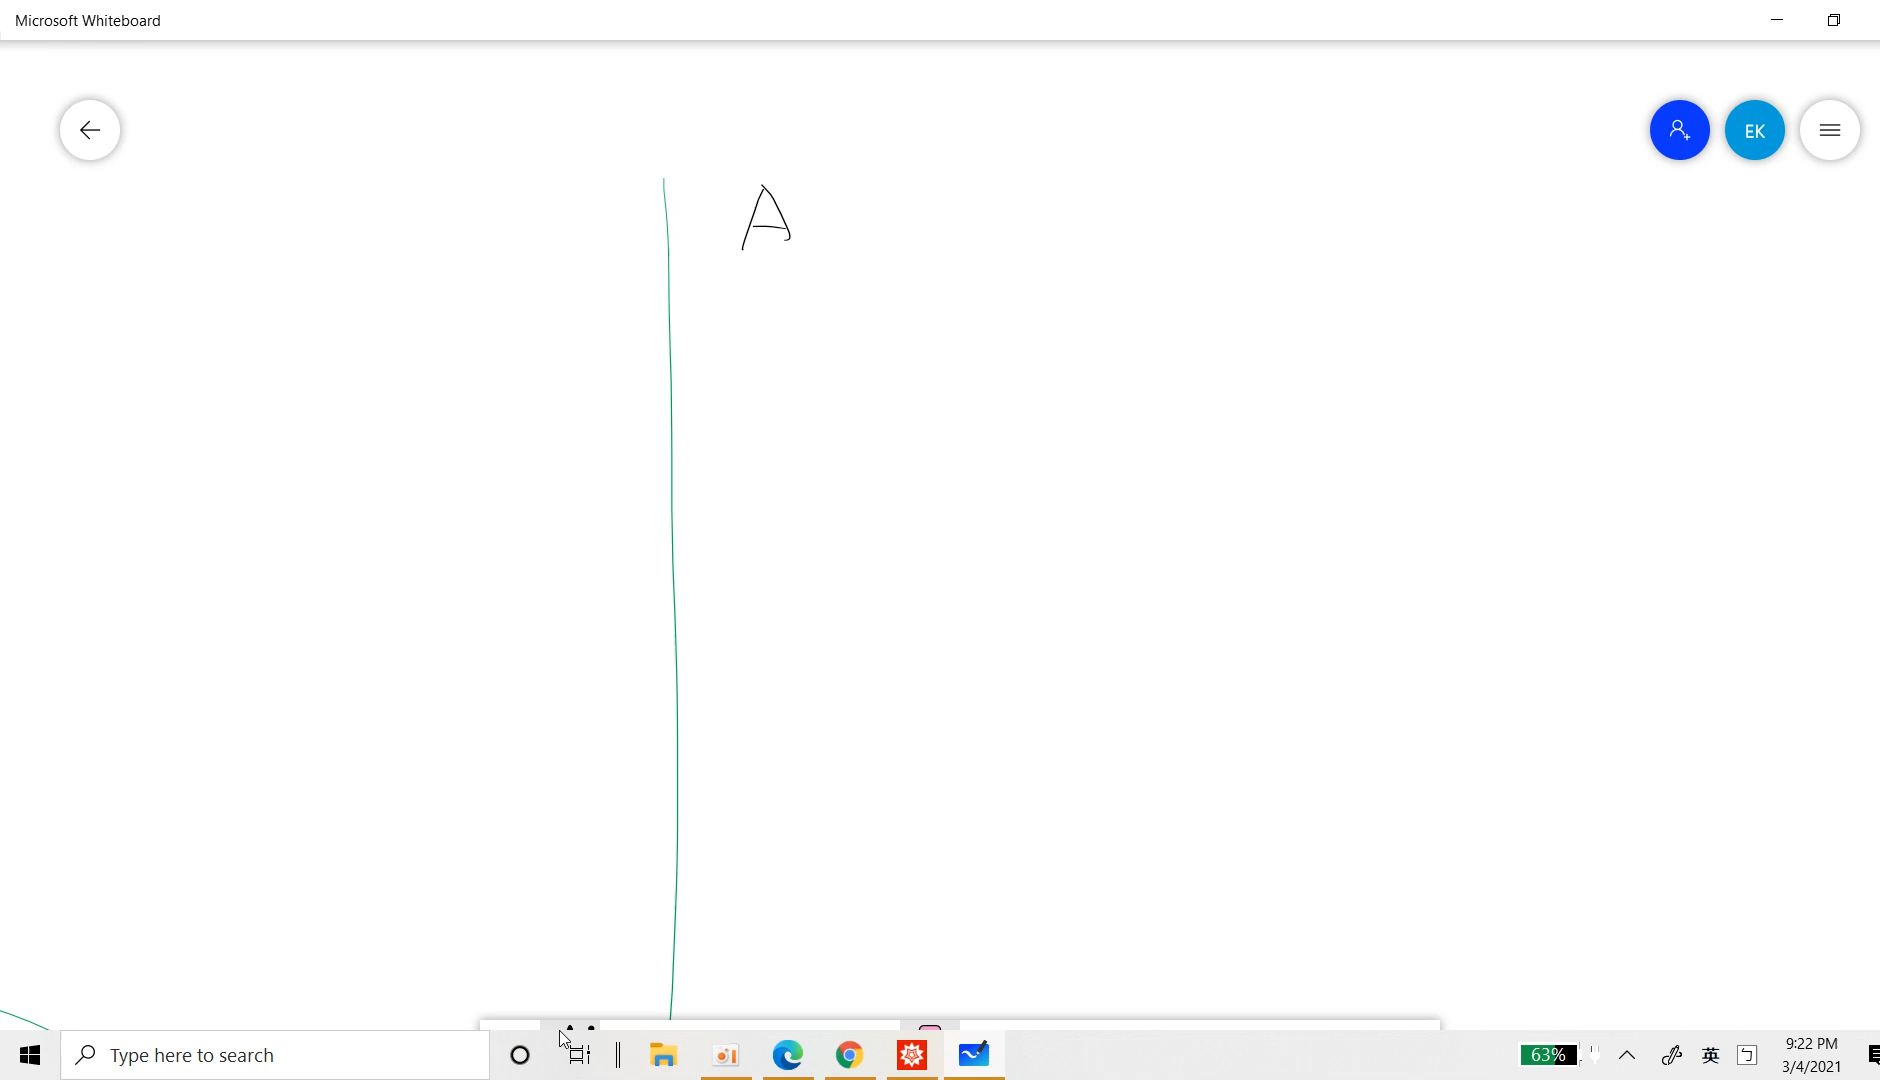 Microsoft Whiteboard
EK
A
Type here to search
63%
英
ㄅ
9:22 PM
3/4/2021